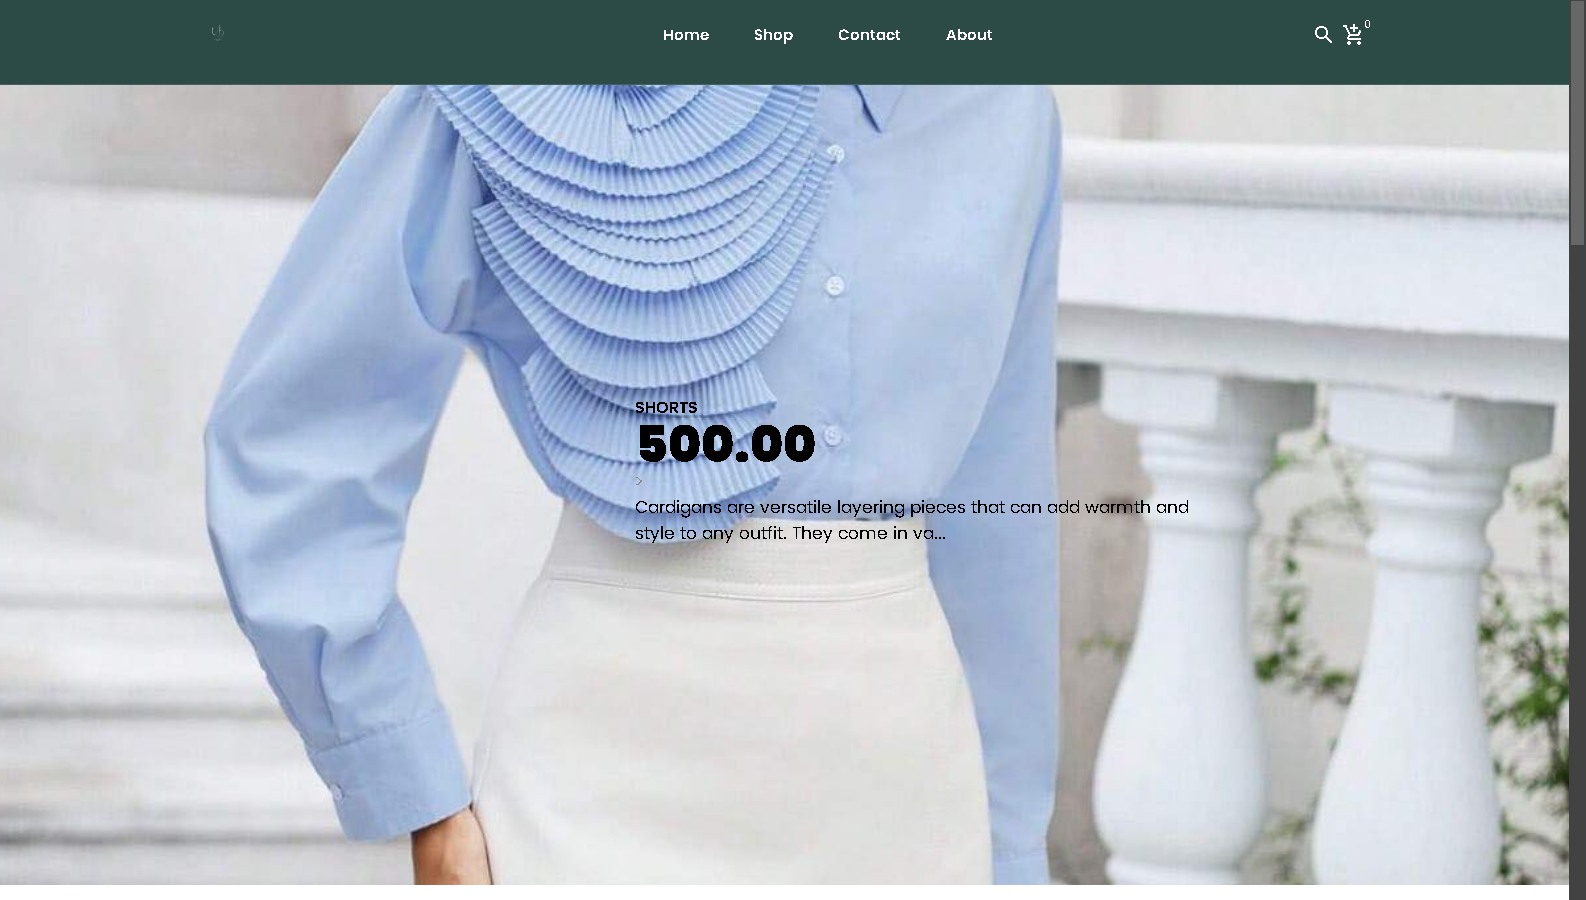 Home Shop Contact About
0
SHORTS
500.00
>
Cardigans are versatile layering pieces that can add warmth and
style to any outfit. They come in va...